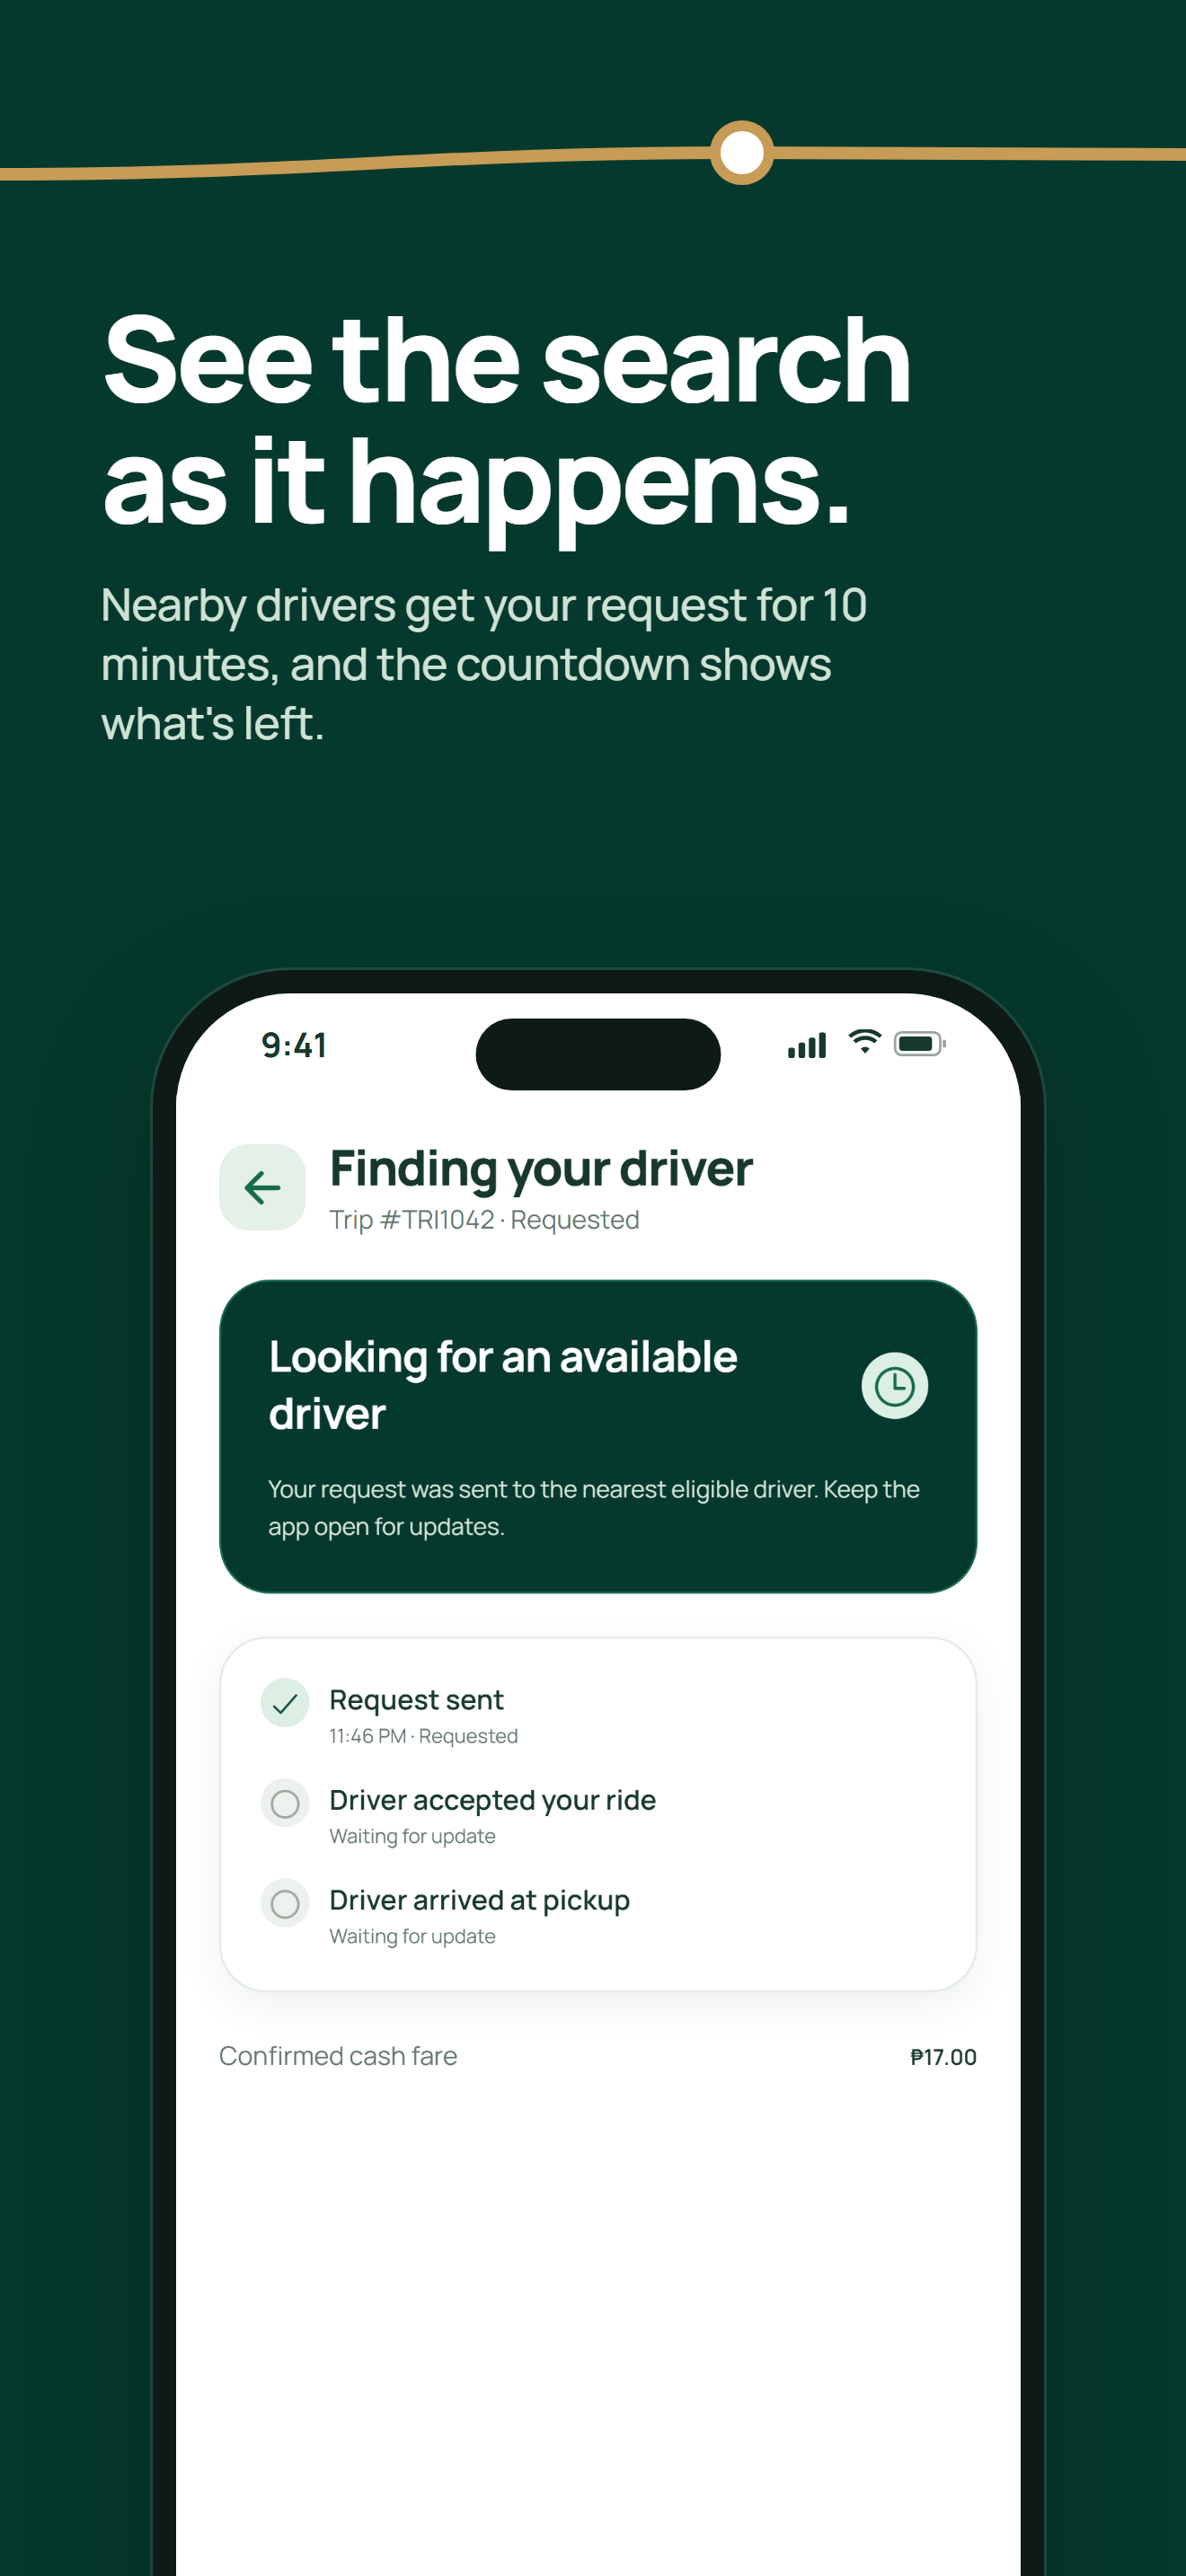 See the search
as it happens.
Nearby drivers get your request for 10
minutes, and the countdown shows
what's left.
9:41
Finding your driver
Trip #TRI1042 · Requested
Looking for an available
driver
Your request was sent to the nearest eligible driver. Keep the
app open for updates.
Request sent
11:46 PM · Requested
Driver accepted your ride
Waiting for update
Driver arrived at pickup
Waiting for update
Confirmed cash fare ₱17.00